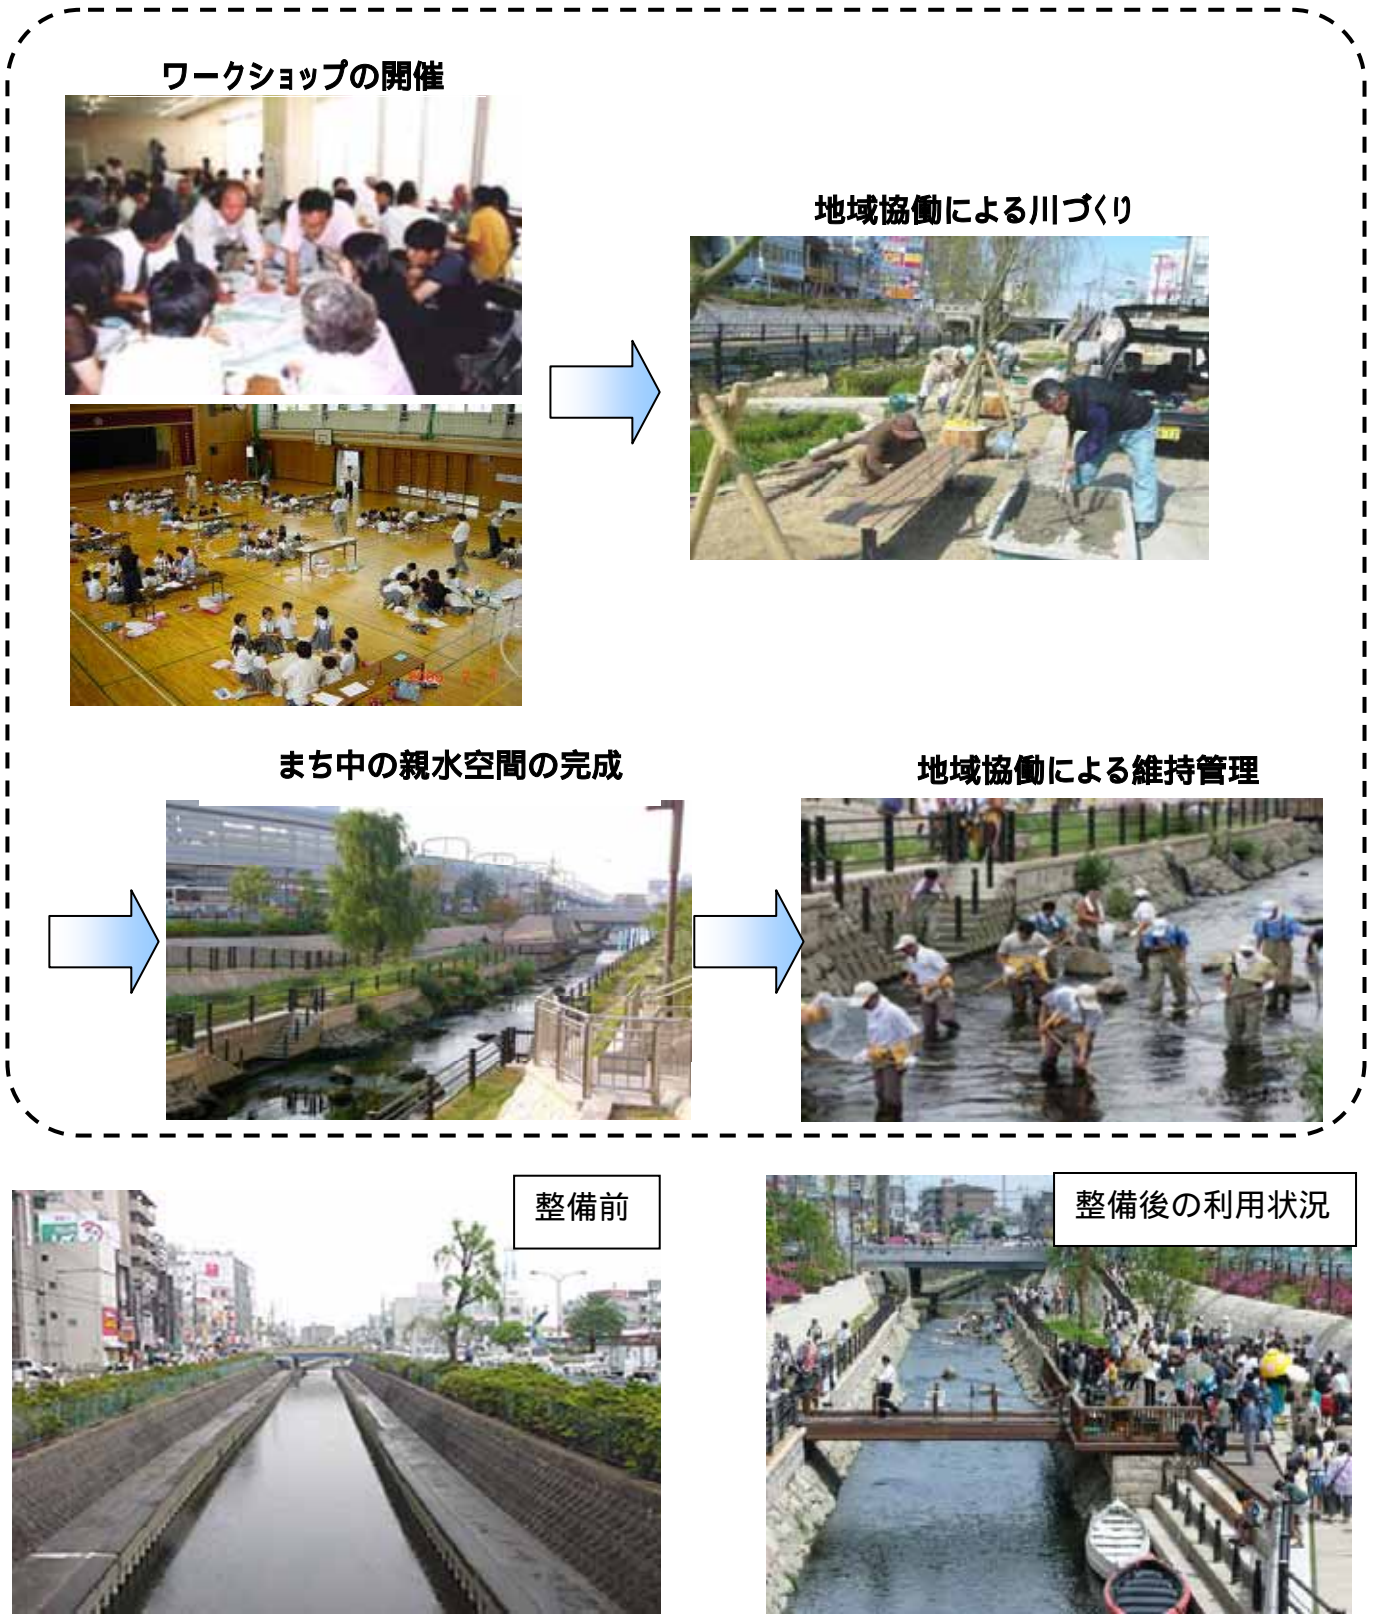 ワークショップの開催
地域協働による川づくり
まち中の親水空間の完成
地域協働による維持管理
整備前
整備後の利用状況